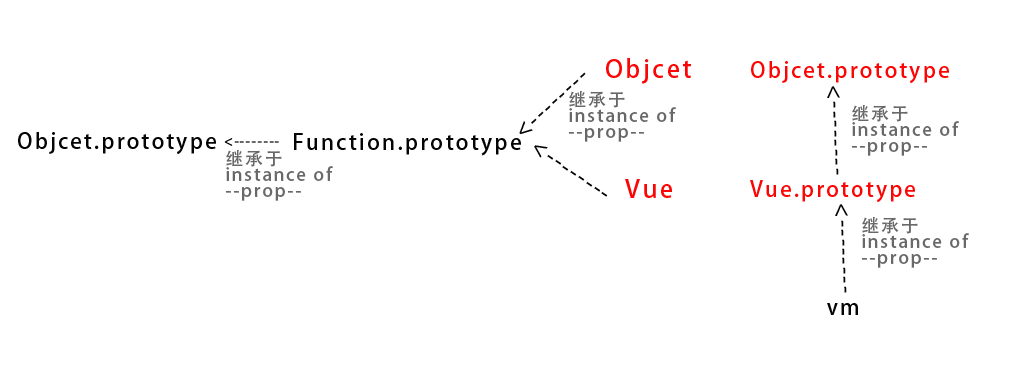 Objcet
Objcet.prototype
继承于
instance of
--prop--
继承于
instance of
--prop--
Objcet.prototype
<--------
Function.prototype
继承于
instance of
--prop--
Vue
Vue.prototype
继承于
instance of
--prop--
vm